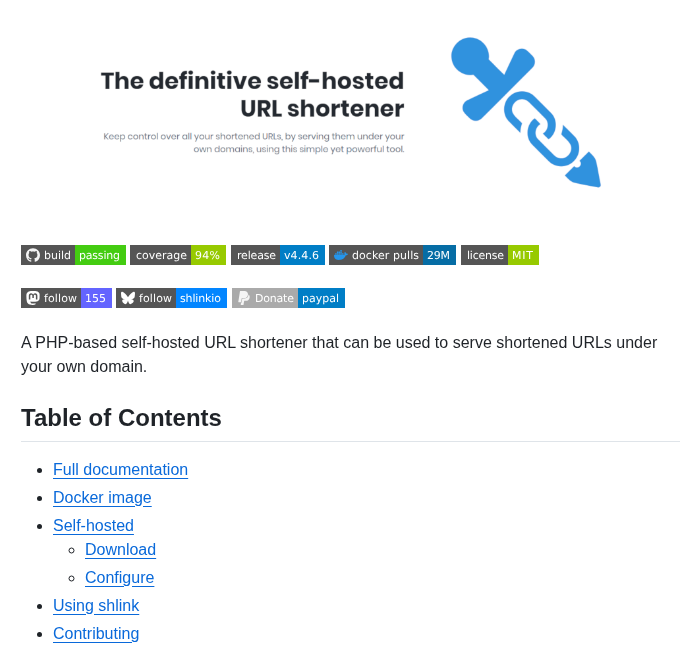 The definitive self-hosted
URL shortener
Keep control over all your shortened URLs, by serving them under your
own domains, using this simple yet powerful tool.
build passing coverage 94% release v4.4.6 docker pulls 29M license MIT
follow 155 follow shlinkio Donate paypal
A PHP-based self-hosted URL shortener that can be used to serve shortened URLs under
your own domain.
Table of Contents
Full documentation
Docker image
Self-hosted
Download
Configure
Using shlink
Contributing